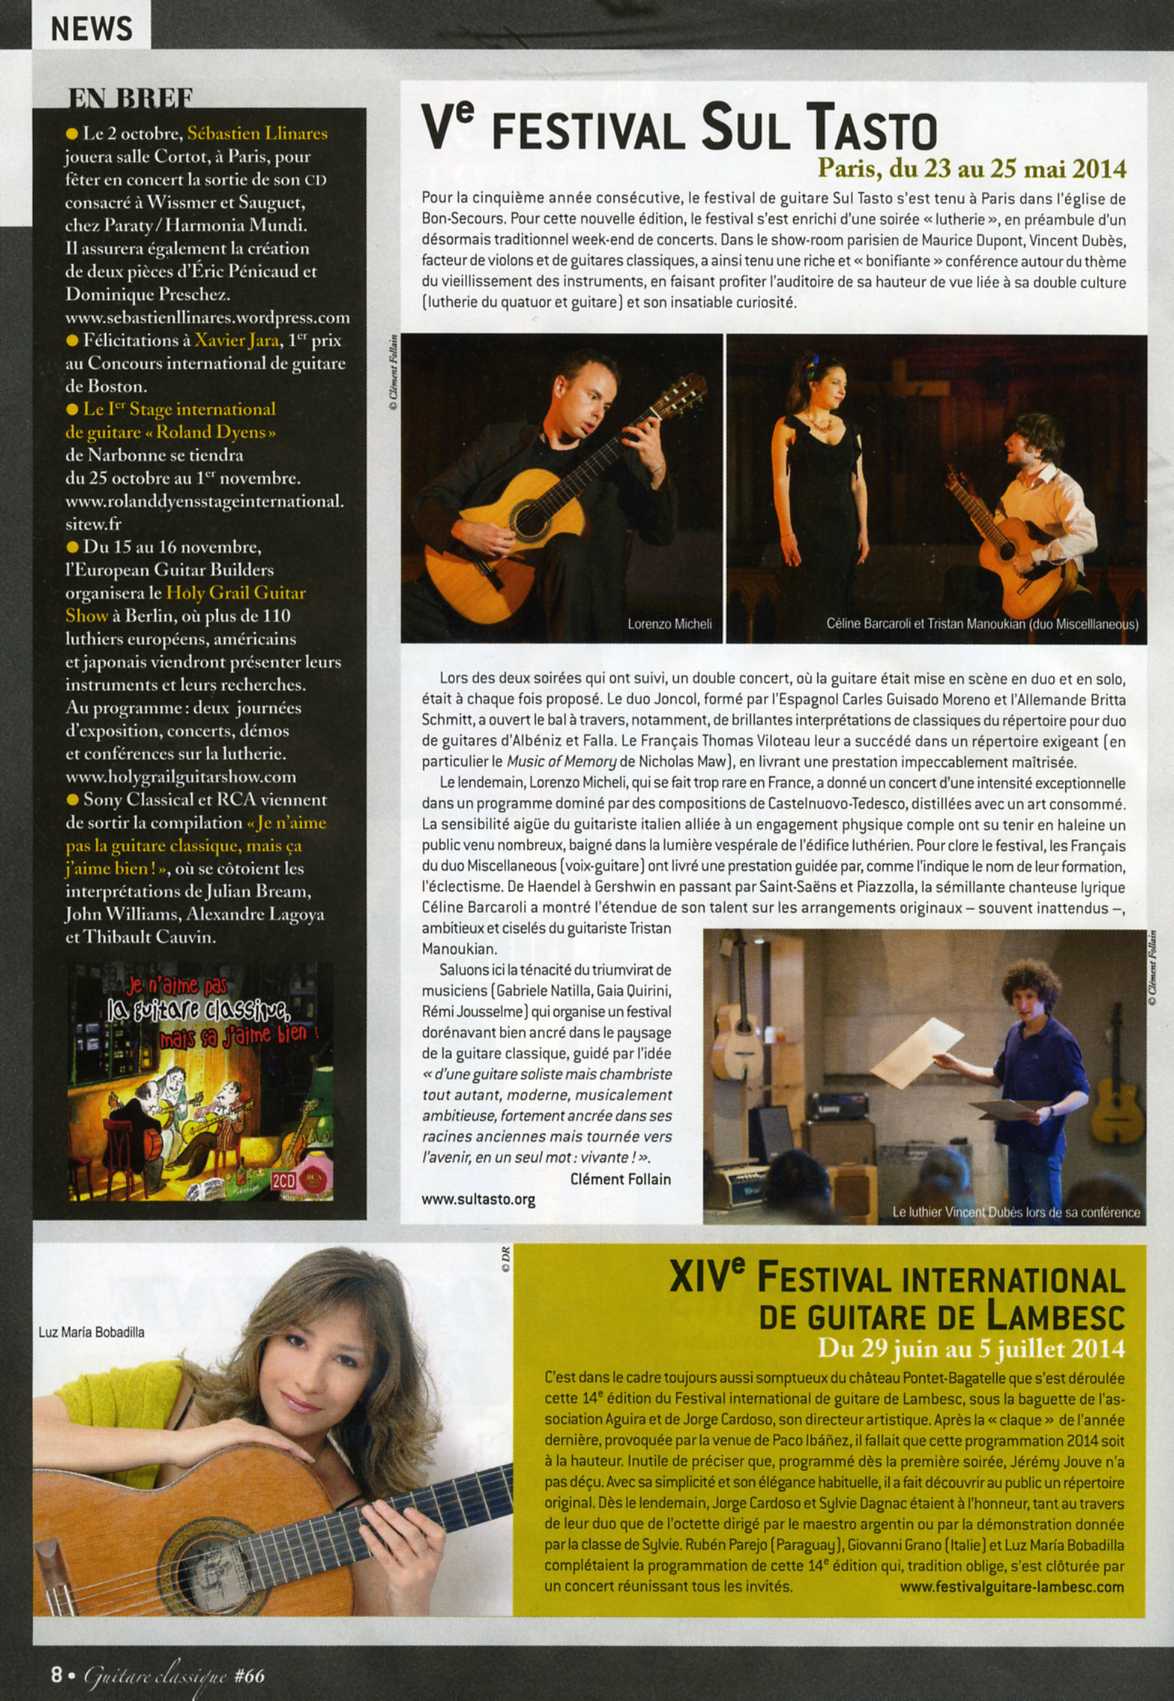 NEWS
EN BREF
● Le 2 octobre, Sébastien Llinares
jouera salle Cortot, à Paris, pour
fêter en concert la sortie de son CD
consacré à Wissmer et Sauguet,
chez Paraty/Harmonia Mundi.
Il assurera également la création
de deux pièces d'Éric Pénicaud et
Dominique Preschez.
www.sebastienllinares.wordpress.com
● Félicitations à Xavier Jara, 1er prix
au Concours international de guitare
de Boston.
● Le Ier Stage international
de guitare « Roland Dyens »
de Narbonne se tiendra
du 25 octobre au 1er novembre.
www.rolanddyensstageinternational.
sitew.fr
● Du 15 au 16 novembre,
l'European Guitar Builders
organisera le Holy Grail Guitar
Show à Berlin, où plus de 110
luthiers européens, américains
et japonais viendront présenter leurs
instruments et leurs recherches.
Au programme : deux journées
d'exposition, concerts, démos
et conférences sur la lutherie.
www.holygrailguitarshow.com
● Sony Classical et RCA viennent
de sortir la compilation « Je n'aime
pas la guitare classique, mais ça
j'aime bien ! », où se côtoient les
interprétations de Julian Bream,
John Williams, Alexandre Lagoya
et Thibault Cauvin.
Je n'aime pas
la guitare classique,
mais ça j'aime bien !
2CD
Ve FESTIVAL SUL TASTO
Paris, du 23 au 25 mai 2014
Pour la cinquième année consécutive, le festival de guitare Sul Tasto s'est tenu à Paris dans l'église de
Bon-Secours. Pour cette nouvelle édition, le festival s'est enrichi d'une soirée « lutherie », en préambule d'un
désormais traditionnel week-end de concerts. Dans le show-room parisien de Maurice Dupont, Vincent Dubès,
facteur de violons et de guitares classiques, a ainsi tenu une riche et « bonifiante » conférence autour du thème
du vieillissement des instruments, en faisant profiter l'auditoire de sa hauteur de vue liée à sa double culture
(lutherie du quatuor et guitare) et son insatiable curiosité.
© Clément Follain
Lorenzo Micheli
Céline Barcaroli et Tristan Manoukian (duo Miscelllaneous)
Lors des deux soirées qui ont suivi, un double concert, où la guitare était mise en scène en duo et en solo,
était à chaque fois proposé. Le duo Joncol, formé par l'Espagnol Carles Guisado Moreno et l'Allemande Britta
Schmitt, a ouvert le bal à travers, notamment, de brillantes interprétations de classiques du répertoire pour duo
de guitares d'Albéniz et Falla. Le Français Thomas Viloteau leur a succédé dans un répertoire exigeant (en
particulier le Music of Memory de Nicholas Maw), en livrant une prestation impeccablement maîtrisée.
Le lendemain, Lorenzo Micheli, qui se fait trop rare en France, a donné un concert d'une intensité exceptionnelle
dans un programme dominé par des compositions de Castelnuovo-Tedesco, distillées avec un art consommé.
La sensibilité aigüe du guitariste italien alliée à un engagement physique comple ont su tenir en haleine un
public venu nombreux, baigné dans la lumière vespérale de l'édifice luthérien. Pour clore le festival, les Français
du duo Miscellaneous (voix-guitare) ont livré une prestation guidée par, comme l'indique le nom de leur formation,
l'éclectisme. De Haendel à Gershwin en passant par Saint-Saëns et Piazzolla, la sémillante chanteuse lyrique
Céline Barcaroli a montré l'étendue de son talent sur les arrangements originaux – souvent inattendus –,
ambitieux et ciselés du guitariste Tristan
Manoukian.
Saluons ici la ténacité du triumvirat de
musiciens (Gabriele Natilla, Gaia Quirini,
Rémi Jousselme) qui organise un festival
dorénavant bien ancré dans le paysage
de la guitare classique, guidé par l'idée
« d'une guitare soliste mais chambriste
tout autant, moderne, musicalement
ambitieuse, fortement ancrée dans ses
racines anciennes mais tournée vers
l'avenir, en un seul mot : vivante ! ».
Clément Follain
www.sultasto.org
© Clément Follain
Le luthier Vincent Dubès lors de sa conférence
© DR
Luz María Bobadilla
XIVe FESTIVAL INTERNATIONAL
DE GUITARE DE LAMBESC
Du 29 juin au 5 juillet 2014
C'est dans le cadre toujours aussi somptueux du château Pontet-Bagatelle que s'est déroulée
cette 14e édition du Festival international de guitare de Lambesc, sous la baguette de l'as-
sociation Aguira et de Jorge Cardoso, son directeur artistique. Après la « claque » de l'année
dernière, provoquée par la venue de Paco Ibáñez, il fallait que cette programmation 2014 soit
à la hauteur. Inutile de préciser que, programmé dès la première soirée, Jérémy Jouve n'a
pas déçu. Avec sa simplicité et son élégance habituelle, il a fait découvrir au public un répertoire
original. Dès le lendemain, Jorge Cardoso et Sylvie Dagnac étaient à l'honneur, tant au travers
de leur duo que de l'octette dirigé par le maestro argentin ou par la démonstration donnée
par la classe de Sylvie. Rubén Parejo (Paraguay), Giovanni Grano (Italie) et Luz María Bobadilla
complétaient la programmation de cette 14e édition qui, tradition oblige, s'est clôturée par
un concert réunissant tous les invités. www.festivalguitare-lambesc.com
8 • Guitare classique #66